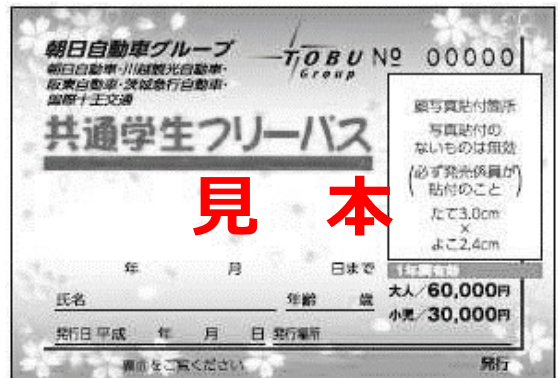 朝日自動車グループ
TOBU Group
№ 00000
朝日自動車・川越観光自動車・
阪東自動車・茨城急行自動車・
国際十王交通
共通学生フリーパス
顔写真貼付箇所
写真貼付の
ないものは無効
(必ず発売係員が
貼付のこと)
たて3.0cm
×
よこ2.4cm
見 本
年 月 日まで
1年間有効
氏名 年齢 歳
大人/60,000円
小児/30,000円
発行日 平成 年 月 日 発行場所
裏面をご覧ください
発行